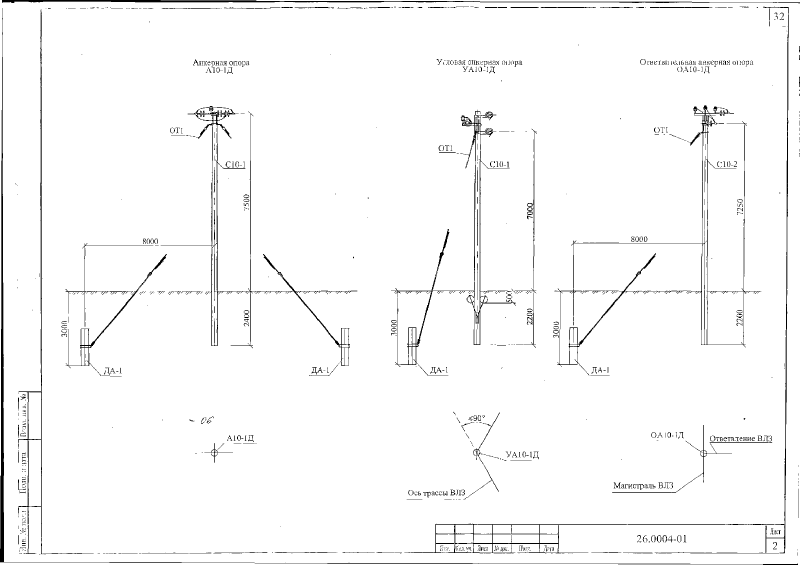 32
Анкерная опора
А10-1Д
Угловая анкерная опора
УА10-1Д
Ответвительная анкерная опора
ОА10-1Д
ОТ1
ОТ1
ОТ1
С10-1
С10-1
С10-2
7500
7000
7250
8000
8000
3000
2400
3000
500
2200
3000
ДА-1
ДА-1
ДА-1
ДА-1
- 06
А10-1Д
≤90°
УА10-1Д
Ось трассы ВЛЗ
ОА10-1Д
Ответвление ВЛЗ
Магистраль ВЛЗ
Взам. инв. №
Подп. и дата
Инв. № подл.
Изм. Кол.уч. Лист № док. Подп. Дата
26.0004-01
Лист
2